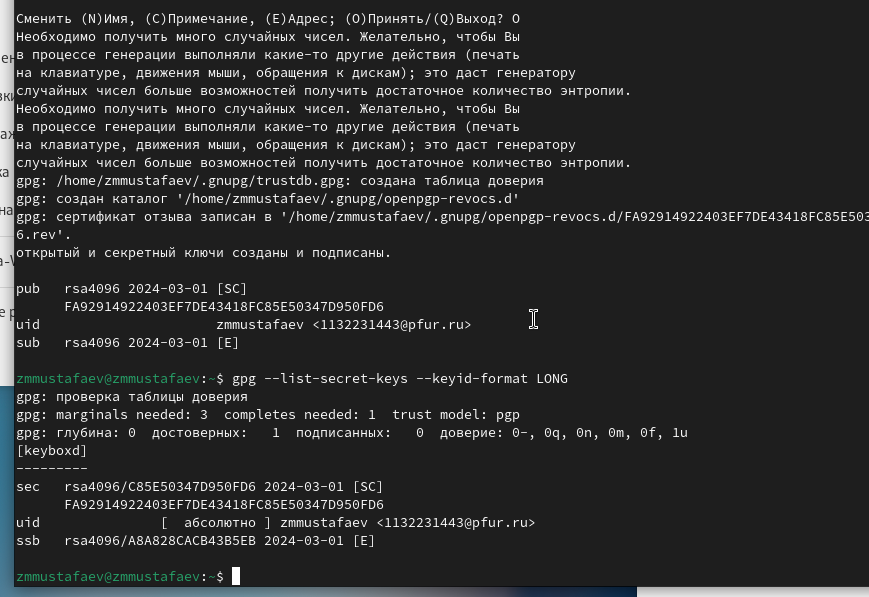 Сменить (N)Имя, (C)Примечание, (E)Адрес; (O)Принять/(Q)Выход? O
Необходимо получить много случайных чисел. Желательно, чтобы Вы
в процессе генерации выполняли какие-то другие действия (печать
на клавиатуре, движения мыши, обращения к дискам); это даст генератору
случайных чисел больше возможностей получить достаточное количество энтропии.
Необходимо получить много случайных чисел. Желательно, чтобы Вы
в процессе генерации выполняли какие-то другие действия (печать
на клавиатуре, движения мыши, обращения к дискам); это даст генератору
случайных чисел больше возможностей получить достаточное количество энтропии.
gpg: /home/zmmustafaev/.gnupg/trustdb.gpg: создана таблица доверия
gpg: создан каталог '/home/zmmustafaev/.gnupg/openpgp-revocs.d'
gpg: сертификат отзыва записан в '/home/zmmustafaev/.gnupg/openpgp-revocs.d/FA92914922403EF7DE43418FC85E503
6.rev'.
открытый и секретный ключи созданы и подписаны.
pub   rsa4096 2024-03-01 [SC]
      FA92914922403EF7DE43418FC85E50347D950FD6
uid                      zmmustafaev <1132231443@pfur.ru>
sub   rsa4096 2024-03-01 [E]
zmmustafaev@zmmustafaev:~$ gpg --list-secret-keys --keyid-format LONG
gpg: проверка таблицы доверия
gpg: marginals needed: 3  completes needed: 1  trust model: pgp
gpg: глубина: 0  достоверных:   1  подписанных:   0  доверие: 0-, 0q, 0n, 0m, 0f, 1u
[keyboxd]
---------
sec   rsa4096/C85E50347D950FD6 2024-03-01 [SC]
      FA92914922403EF7DE43418FC85E50347D950FD6
uid               [  абсолютно ] zmmustafaev <1132231443@pfur.ru>
ssb   rsa4096/A8A828CACB43B5EB 2024-03-01 [E]
zmmustafaev@zmmustafaev:~$